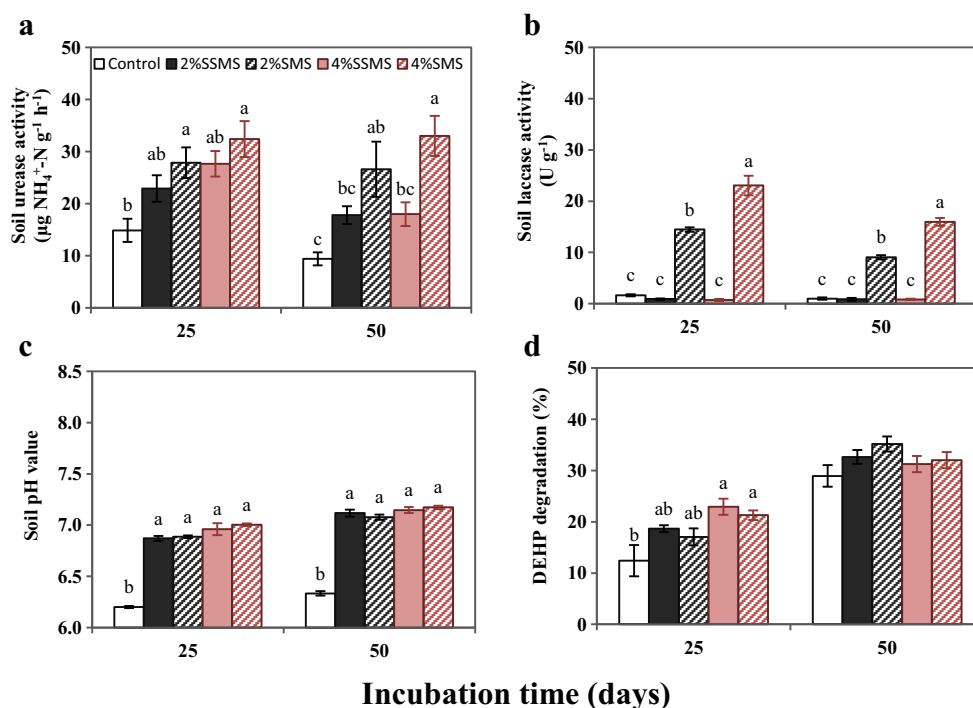 a
50
40
30
20
10
0
Soil urease activity
(µg NH₄⁺-N g⁻¹ h⁻¹)
Control 2%SSMS 2%SMS 4%SSMS 4%SMS
b ab a ab a
c bc ab bc a
25 50
b
50
40
30
20
10
0
Soil laccase activity
(U g⁻¹)
c c b c a
c c b c a
25 50
c
8.5
8.0
7.5
7.0
6.5
6.0
Soil pH value
b a a a a
b a a a a
25 50
d
50
40
30
20
10
0
DEHP degradation (%)
b ab ab a a
25 50
Incubation time (days)